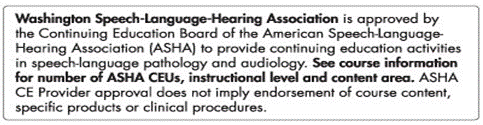 Washington Speech-Language-Hearing Association is approved by
the Continuing Education Board of the American Speech-Language-
Hearing Association (ASHA) to provide continuing education activities
in speech-language pathology and audiology. See course information
for number of ASHA CEUs, instructional level and content area. ASHA
CE Provider approval does not imply endorsement of course content,
specific products or clinical procedures.